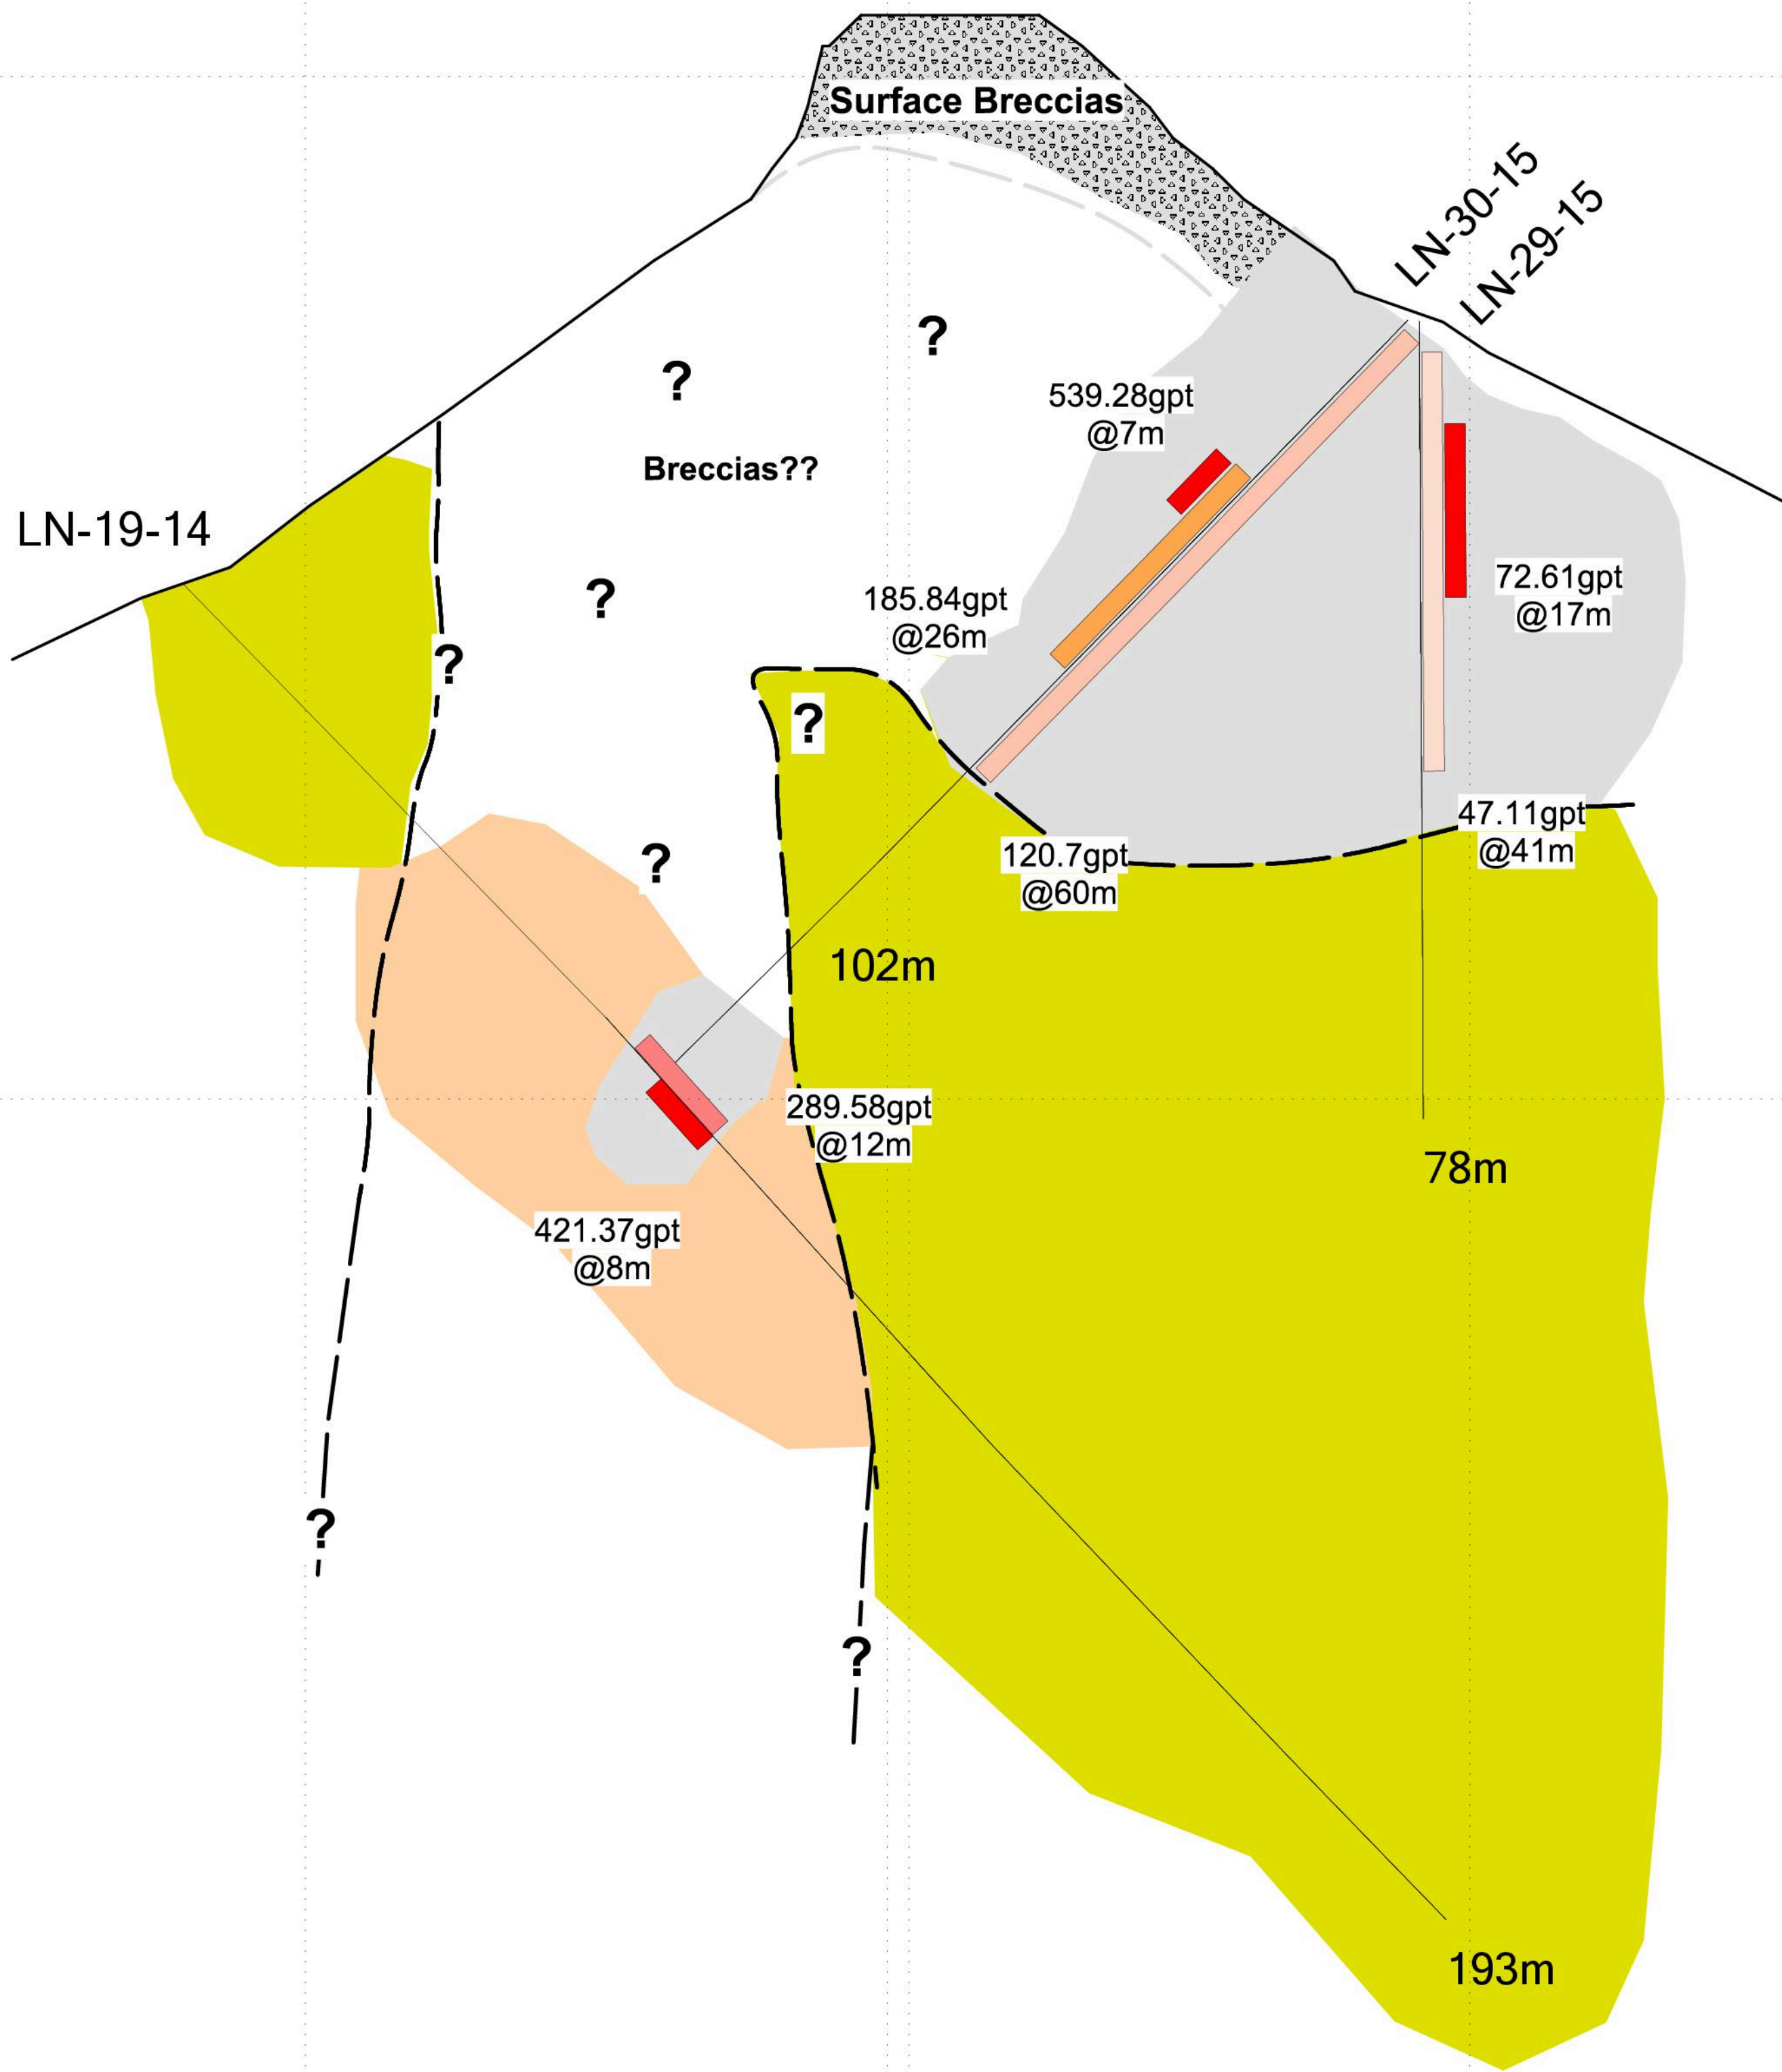 Surface Breccias
LN-30-15
LN-29-15
?
?
539.28gpt
@7m
Breccias??
LN-19-14
72.61gpt
@17m
?
185.84gpt
@26m
?
?
47.11gpt
@41m
?
120.7gpt
@60m
102m
289.58gpt
@12m
78m
421.37gpt
@8m
?
?
193m